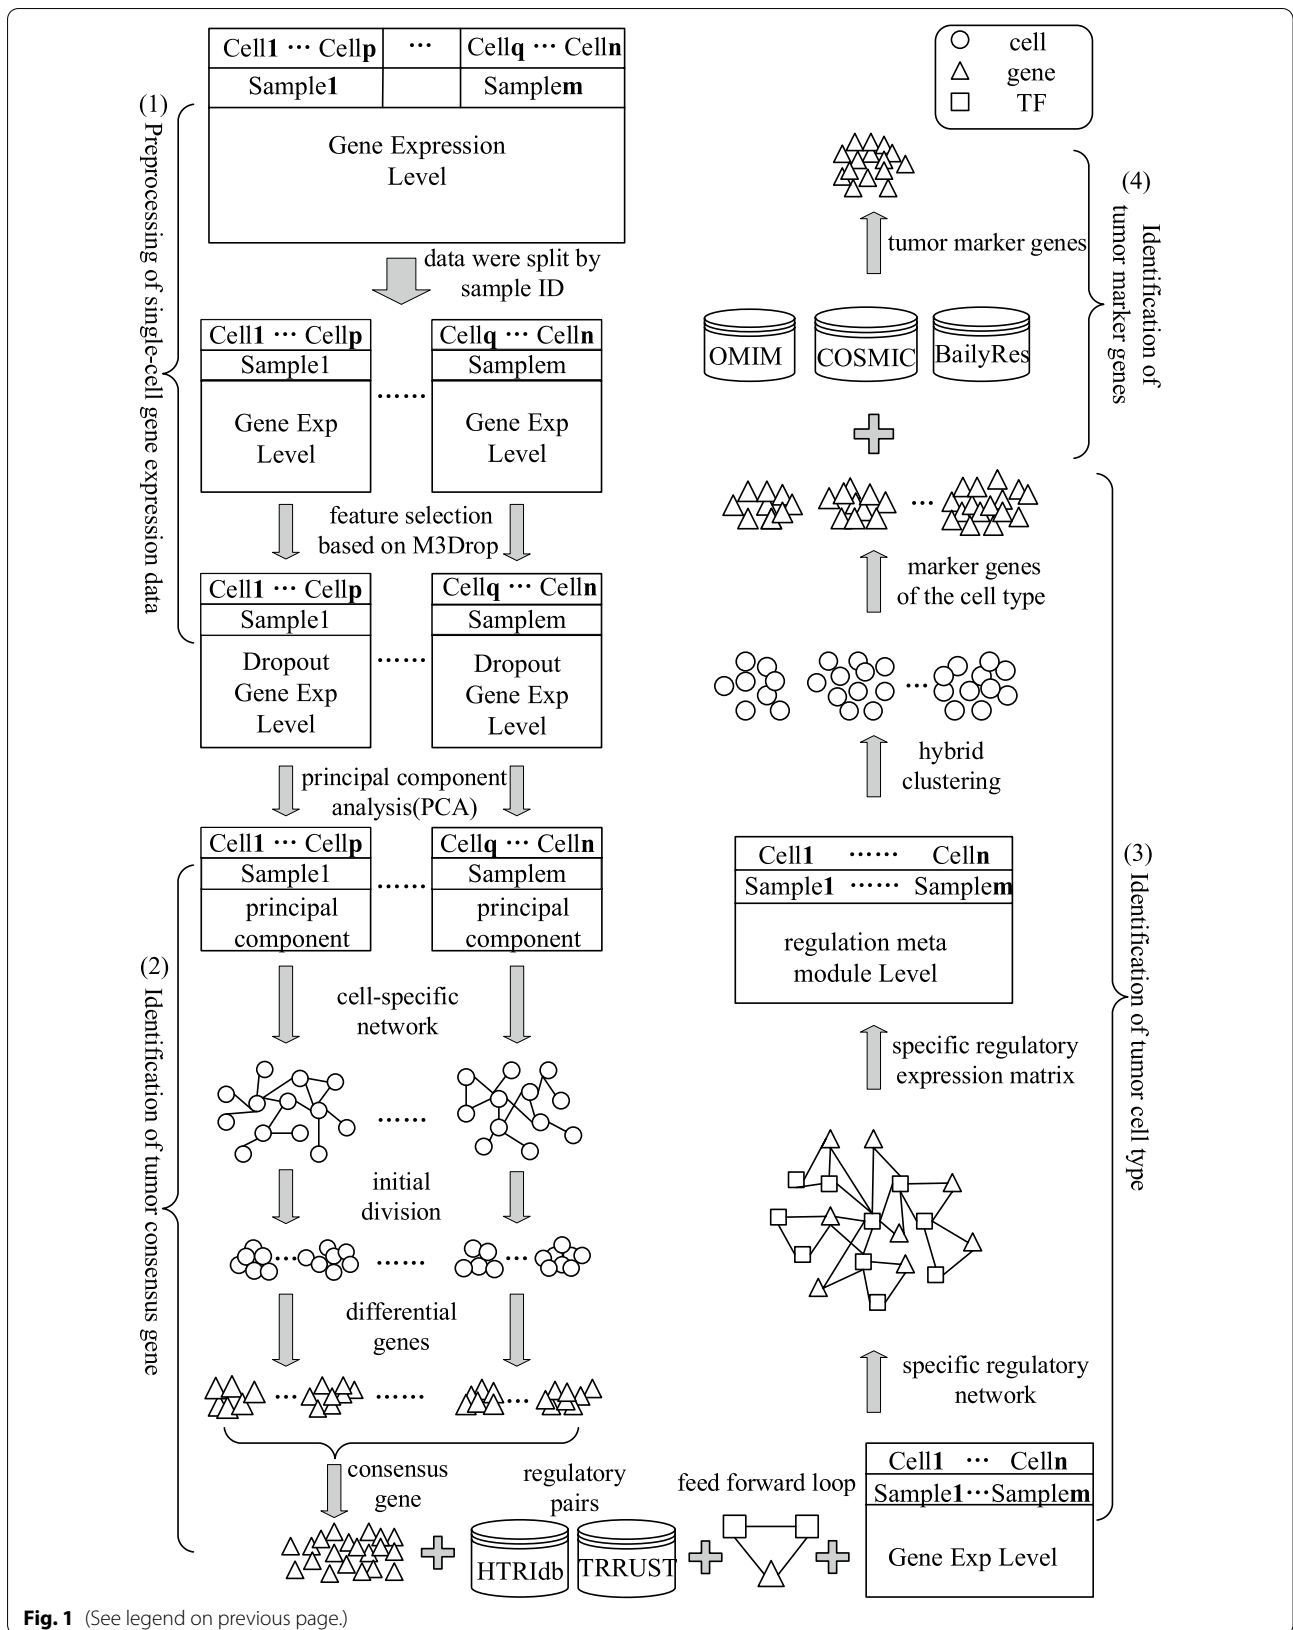 Cell1 ··· Cellp ··· Cellq ··· Celln
Sample1 Samplem
Gene Expression
Level
(1) Preprocessing of single-cell gene expression data
data were split by
sample ID
Cell1 ··· Cellp
Sample1
Gene Exp
Level
······
Cellq ··· Celln
Samplem
Gene Exp
Level
feature selection
based on M3Drop
Cell1 ··· Cellp
Sample1
Dropout
Gene Exp
Level
······
Cellq ··· Celln
Samplem
Dropout
Gene Exp
Level
principal component
analysis(PCA)
Cell1 ··· Cellp
Sample1
principal
component
······
Cellq ··· Celln
Samplem
principal
component
(2) Identification of tumor consensus gene
cell-specific
network
······
initial
division
··· ······ ···
differential
genes
··· ······ ···
consensus
gene
regulatory
pairs
HTRIdb
TRRUST
feed forward loop
Cell1 ··· Celln
Sample1···Samplem
Gene Exp Level
specific regulatory
network
(3) Identification of tumor cell type
specific regulatory
expression matrix
Cell1 ······ Celln
Sample1 ······ Samplem
regulation meta
module Level
hybrid
clustering
···
marker genes
of the cell type
···
OMIM
COSMIC
BailyRes
tumor marker genes
(4) Identification of
tumor marker genes
cell
gene
TF
Fig. 1 (See legend on previous page.)